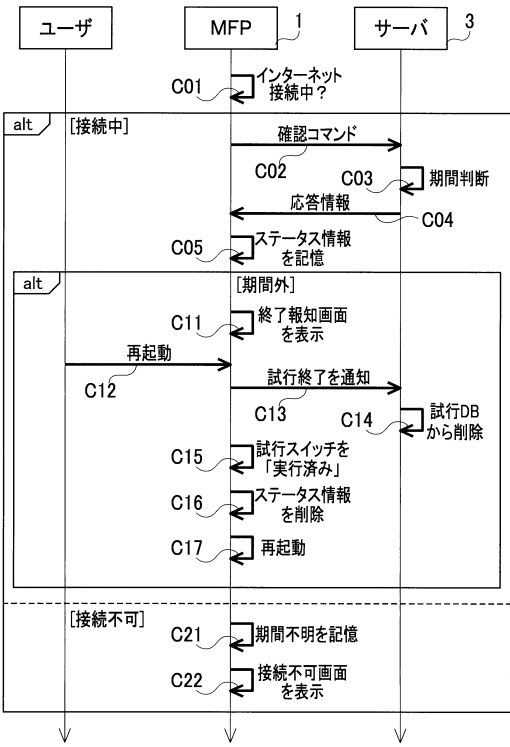 ユーザ
MFP
1
サーバ
3
C01
インターネット
接続中?
alt
[接続中]
確認コマンド
C02
C03
期間判断
応答情報
C04
C05
ステータス情報
を記憶
alt
[期間外]
C11
終了報知画面
を表示
再起動
C12
試行終了を通知
C13
C14
試行DB
から削除
C15
試行スイッチを
「実行済み」
C16
ステータス情報
を削除
C17
再起動
[接続不可]
C21
期間不明を記憶
C22
接続不可画面
を表示